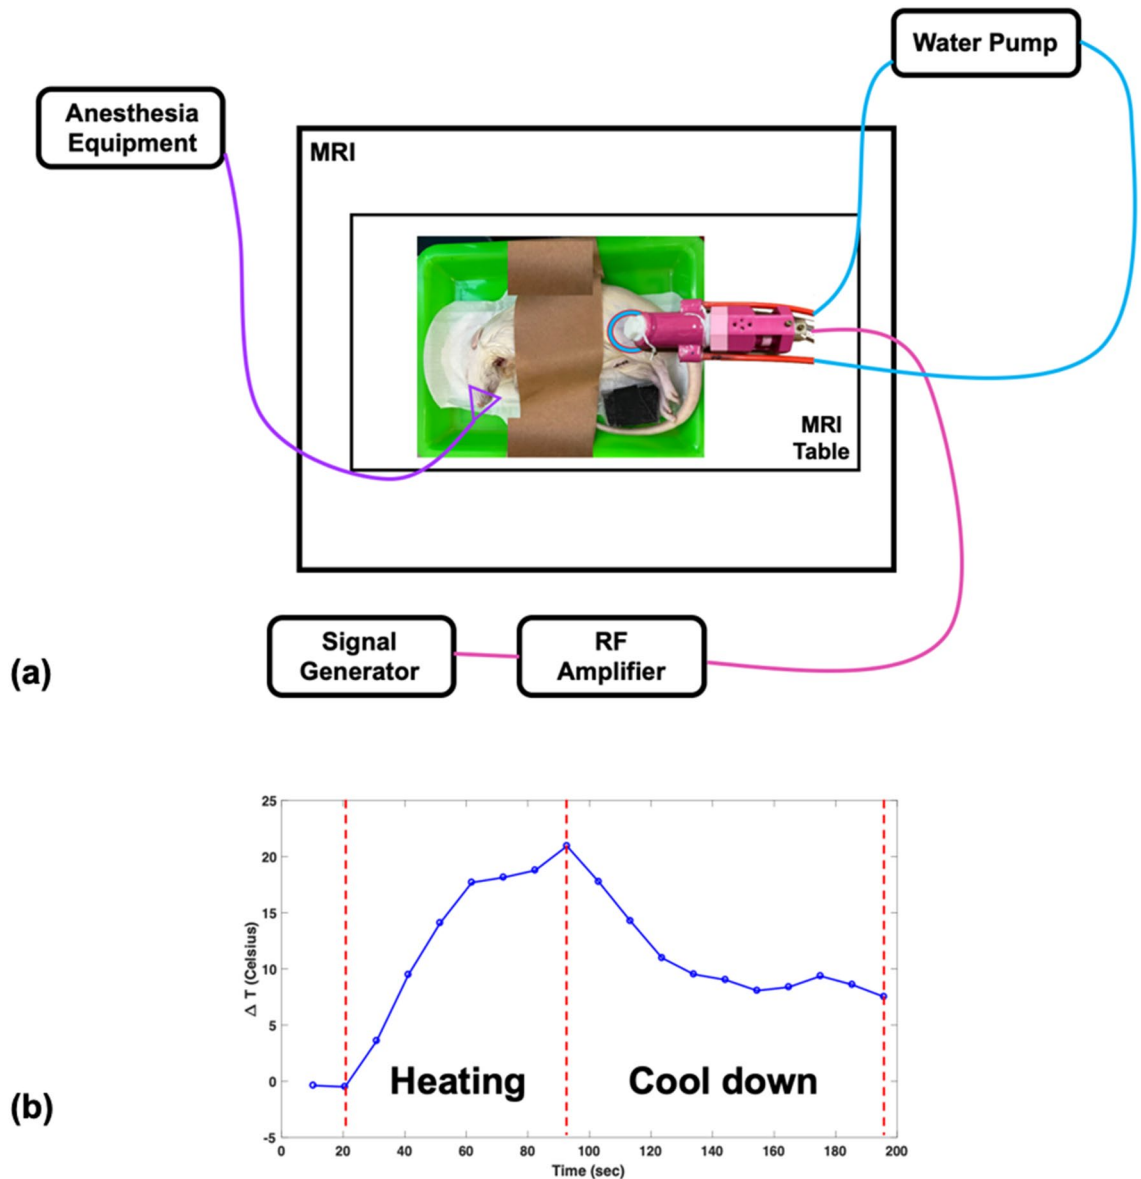 Water Pump
Anesthesia
Equipment
MRI
MRI
Table
Signal
Generator
RF
Amplifier
(a)
25
20
15
10
5
0
-5
Δ T (Celsius)
Heating
Cool down
(b)
0 20 40 60 80 100 120 140 160 180 200
Time (sec)